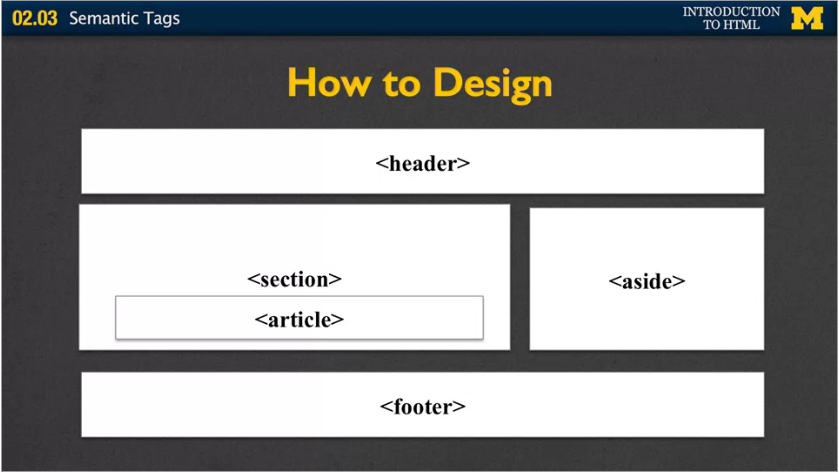 02.03 Semantic Tags
INTRODUCTION
TO HTML
M
How to Design
<header>
<section>
<article>
<aside>
<footer>